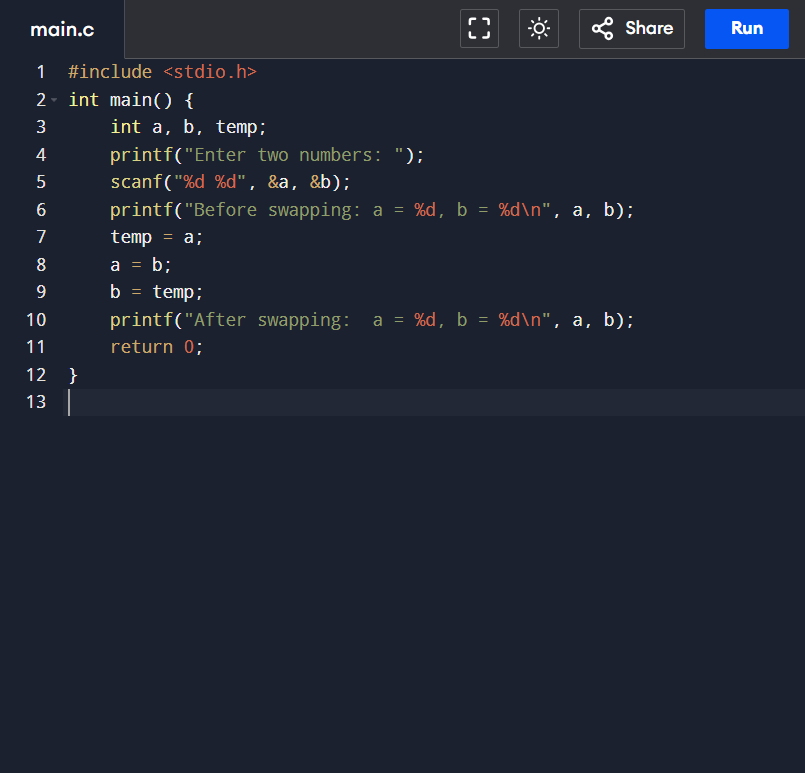 main.c
Share
Run
1 #include <stdio.h>
2 int main() {
3     int a, b, temp;
4     printf("Enter two numbers: ");
5     scanf("%d %d", &a, &b);
6     printf("Before swapping: a = %d, b = %d\n", a, b);
7     temp = a;
8     a = b;
9     b = temp;
10     printf("After swapping:  a = %d, b = %d\n", a, b);
11     return 0;
12 }
13